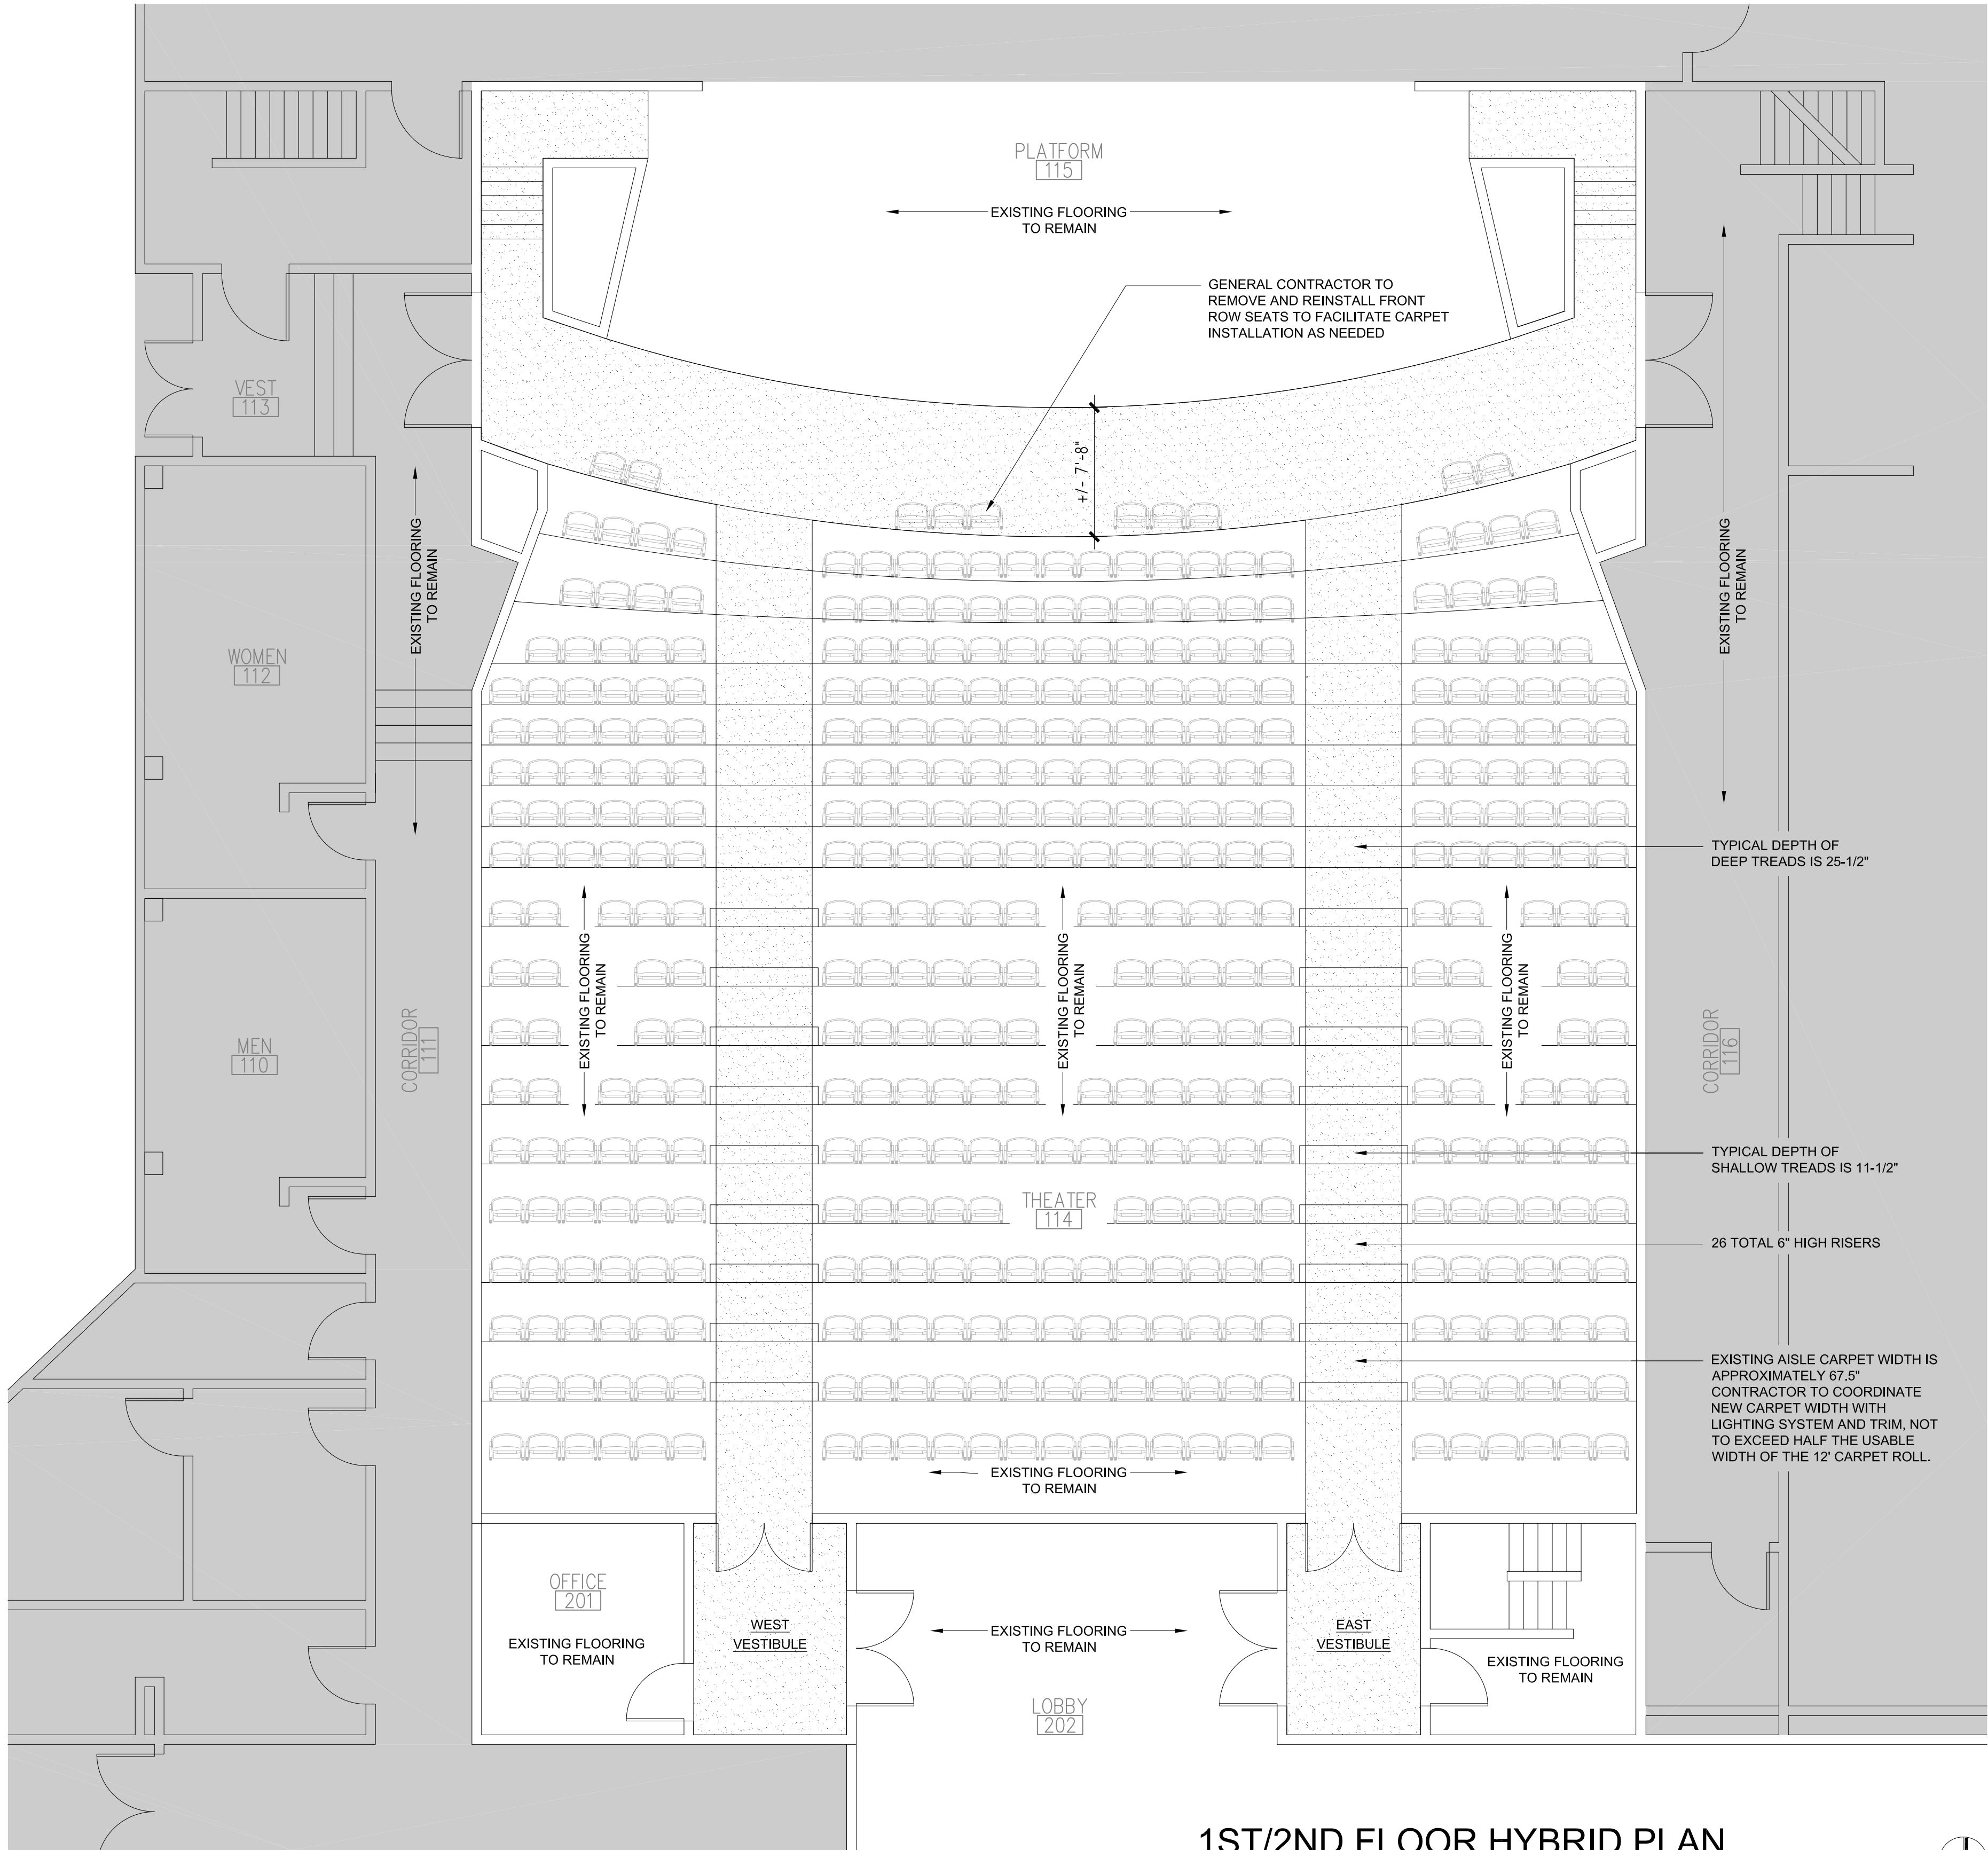 PLATFORM
115
EXISTING FLOORING
TO REMAIN
GENERAL CONTRACTOR TO
REMOVE AND REINSTALL FRONT
ROW SEATS TO FACILITATE CARPET
INSTALLATION AS NEEDED
VEST
113
+/- 7'-8"
EXISTING FLOORING
TO REMAIN
EXISTING FLOORING
TO REMAIN
WOMEN
112
TYPICAL DEPTH OF
DEEP TREADS IS 25-1/2"
EXISTING FLOORING
TO REMAIN
EXISTING FLOORING
TO REMAIN
EXISTING FLOORING
TO REMAIN
MEN
110
CORRIDOR
111
CORRIDOR
116
TYPICAL DEPTH OF
SHALLOW TREADS IS 11-1/2"
THEATER
114
26 TOTAL 6" HIGH RISERS
EXISTING AISLE CARPET WIDTH IS
APPROXIMATELY 67.5"
CONTRACTOR TO COORDINATE
NEW CARPET WIDTH WITH
LIGHTING SYSTEM AND TRIM, NOT
TO EXCEED HALF THE USABLE
WIDTH OF THE 12' CARPET ROLL.
EXISTING FLOORING
TO REMAIN
OFFICE
201
EXISTING FLOORING
TO REMAIN
WEST
VESTIBULE
EXISTING FLOORING
TO REMAIN
EAST
VESTIBULE
EXISTING FLOORING
TO REMAIN
LOBBY
202
1ST/2ND FLOOR HYBRID PLAN